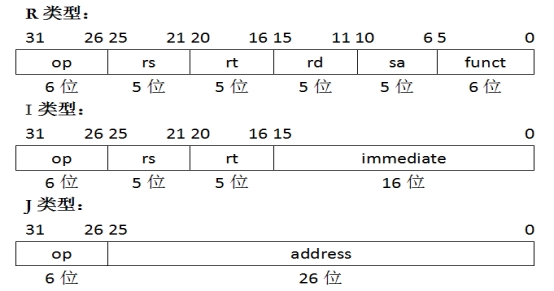 R 类型：
31 26 25 21 20 16 15 11 10 6 5 0
op rs rt rd sa funct
6 位 5 位 5 位 5 位 5 位 6 位
I 类型：
31 26 25 21 20 16 15 0
op rs rt immediate
6 位 5 位 5 位 16 位
J 类型：
31 26 25 0
op address
6 位 26 位